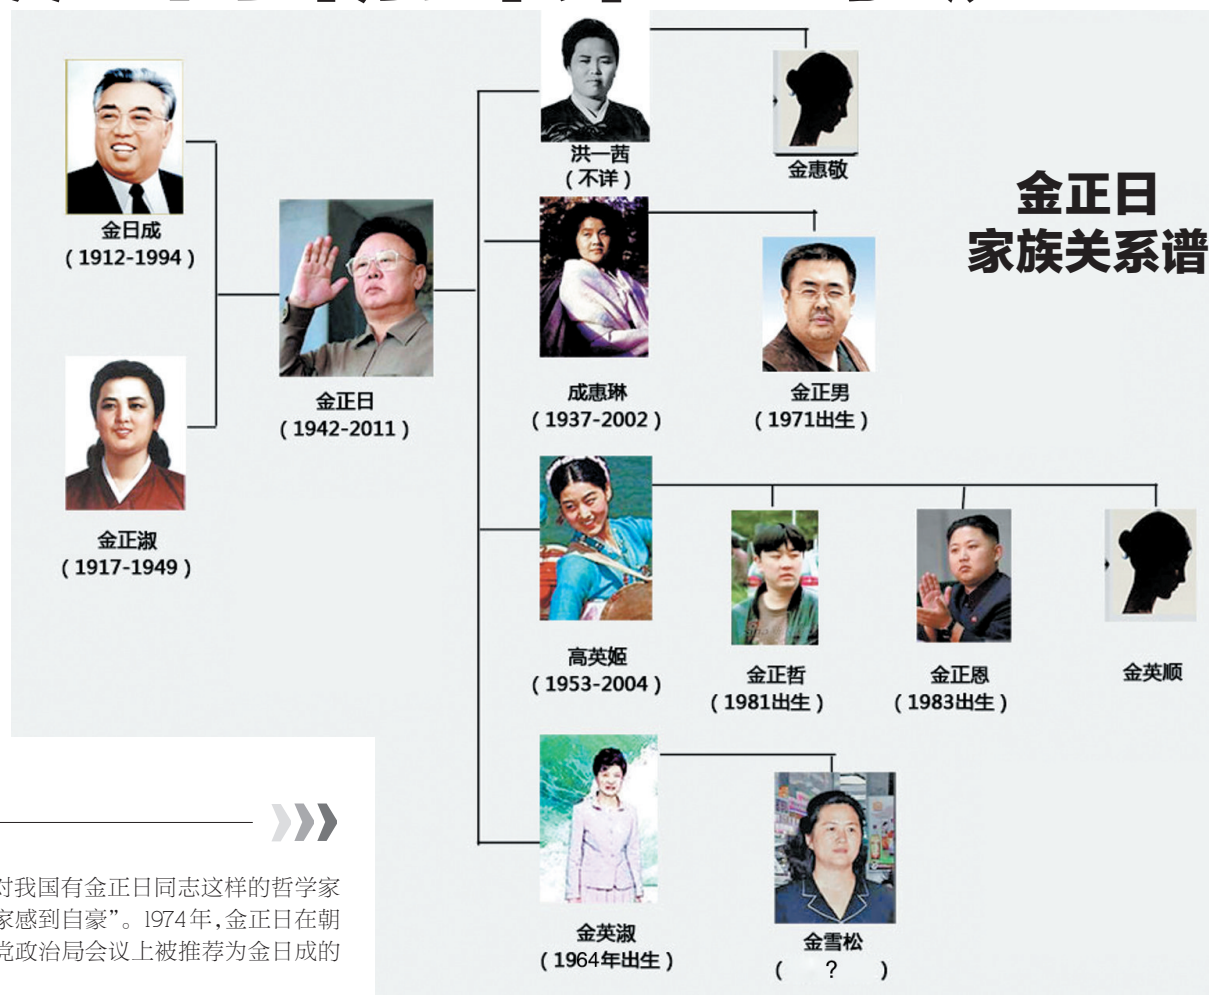 金正日
家族关系谱
金日成
（1912-1994）
金正淑
（1917-1949）
金正日
（1942-2011）
洪一茜
（不详）
金惠敬
成惠琳
（1937-2002）
金正男
（1971出生）
高英姬
（1953-2004）
金正哲
（1981出生）
金正恩
（1983出生）
金英顺
金英淑
（1964年出生）
金雪松
（ ? ）
对我国有金正日同志这样的哲学家
家感到自豪”。1974年，金正日在朝
党政治局会议上被推荐为金日成的